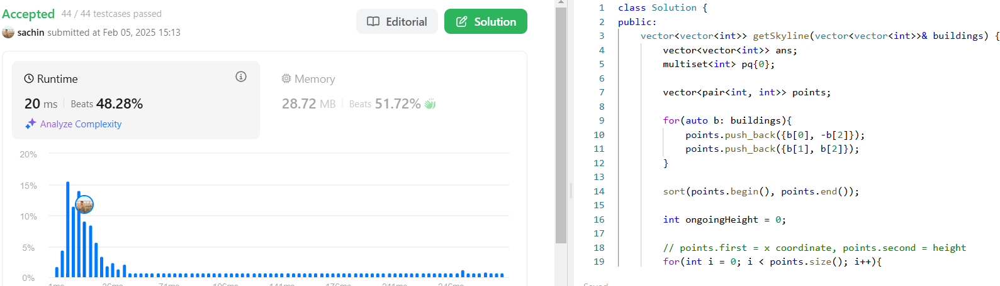 Accepted 44 / 44 testcases passed
sachin submitted at Feb 05, 2025 15:13
Editorial
Solution
Runtime
20 ms | Beats 48.28%
Analyze Complexity
Memory
28.72 MB | Beats 51.72%
20%
15%
10%
5%
0%
1 class Solution {
2 public:
3 vector<vector<int>> getSkyline(vector<vector<int>>& buildings) {
4 vector<vector<int>> ans;
5 multiset<int> pq{0};
6
7 vector<pair<int, int>> points;
8
9 for(auto b: buildings){
10 points.push_back({b[0], -b[2]});
11 points.push_back({b[1], b[2]});
12 }
13
14 sort(points.begin(), points.end());
15
16 int ongoingHeight = 0;
17
18 // points.first = x coordinate, points.second = height
19 for(int i = 0; i < points.size(); i++){